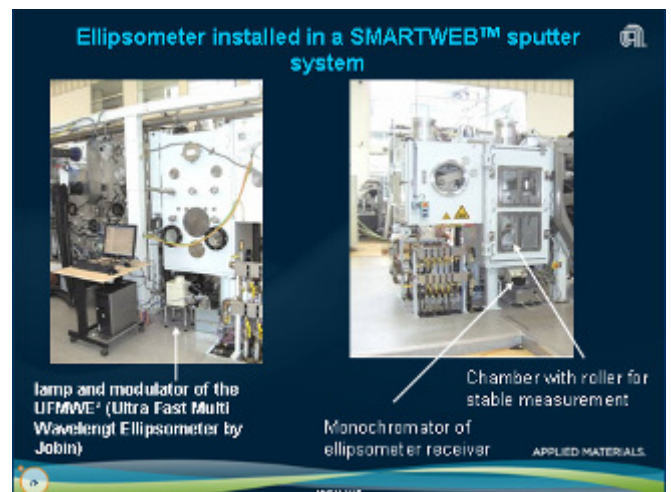 Ellipsometer installed in a SMARTWEB™ sputter
system
lamp and modulator of the
UFMWE² (Ultra Fast Multi
Wavelengt Ellipsometer by
Jobin)
Chamber with roller for
stable measurement
Monochromator of
ellipsometer receiver
APPLIED MATERIALS.